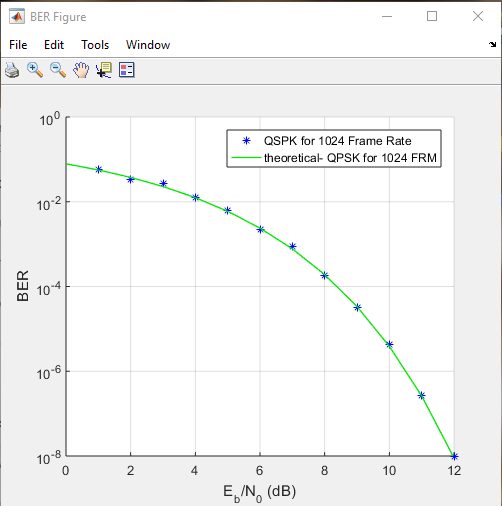 BER Figure
File Edit Tools Window
QSPK for 1024 Frame Rate
theoretical- QPSK for 1024 FRM
10^0
10^-2
10^-4
10^-6
10^-8
BER
0 2 4 6 8 10 12
E_b/N_0 (dB)